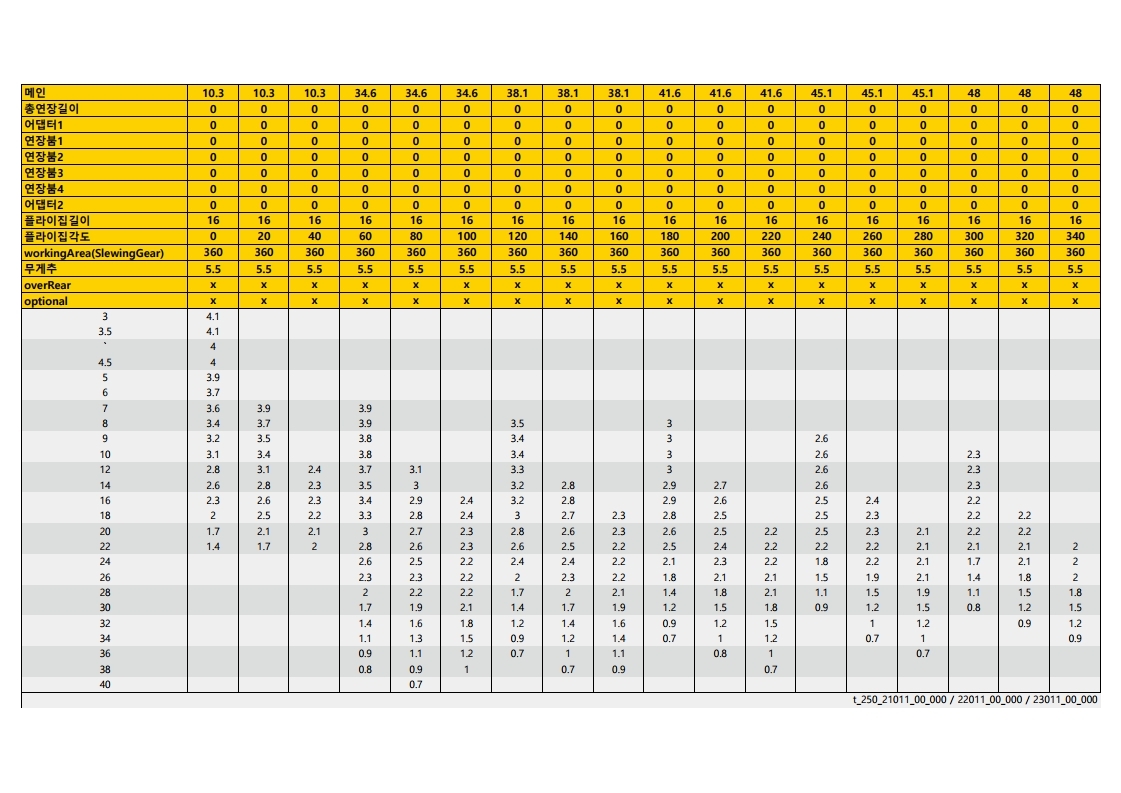 메인 10.3 10.3 10.3 34.6 34.6 34.6 38.1 38.1 38.1 41.6 41.6 41.6 45.1 45.1 45.1 48 48 48
총연장길이 0 0 0 0 0 0 0 0 0 0 0 0 0 0 0 0 0 0
어댑터1 0 0 0 0 0 0 0 0 0 0 0 0 0 0 0 0 0 0
연장붐1 0 0 0 0 0 0 0 0 0 0 0 0 0 0 0 0 0 0
연장붐2 0 0 0 0 0 0 0 0 0 0 0 0 0 0 0 0 0 0
연장붐3 0 0 0 0 0 0 0 0 0 0 0 0 0 0 0 0 0 0
연장붐4 0 0 0 0 0 0 0 0 0 0 0 0 0 0 0 0 0 0
어댑터2 0 0 0 0 0 0 0 0 0 0 0 0 0 0 0 0 0 0
플라이집길이 16 16 16 16 16 16 16 16 16 16 16 16 16 16 16 16 16 16
플라이집각도 0 20 40 60 80 100 120 140 160 180 200 220 240 260 280 300 320 340
workingArea(SlewingGear) 360 360 360 360 360 360 360 360 360 360 360 360 360 360 360 360 360 360
무게추 5.5 5.5 5.5 5.5 5.5 5.5 5.5 5.5 5.5 5.5 5.5 5.5 5.5 5.5 5.5 5.5 5.5 5.5
overRear x x x x x x x x x x x x x x x x x x
optional x x x x x x x x x x x x x x x x x x
3 4.1
3.5 4.1
` 4
4.5 4
5 3.9
6 3.7
7 3.6 3.9 3.9
8 3.4 3.7 3.9 3.5 3
9 3.2 3.5 3.8 3.4 3 2.6
10 3.1 3.4 3.8 3.4 3 2.6 2.3
12 2.8 3.1 2.4 3.7 3.1 3.3 3 2.6 2.3
14 2.6 2.8 2.3 3.5 3 3.2 2.8 2.9 2.7 2.6 2.3
16 2.3 2.6 2.3 3.4 2.9 2.4 3.2 2.8 2.9 2.6 2.5 2.4 2.2
18 2 2.5 2.2 3.3 2.8 2.4 3 2.7 2.3 2.8 2.5 2.5 2.3 2.2 2.2
20 1.7 2.1 2.1 3 2.7 2.3 2.8 2.6 2.3 2.6 2.5 2.2 2.5 2.3 2.1 2.2 2.2
22 1.4 1.7 2 2.8 2.6 2.3 2.6 2.5 2.2 2.5 2.4 2.2 2.2 2.2 2.1 2.1 2.1 2
24 2.6 2.5 2.2 2.4 2.4 2.2 2.1 2.3 2.2 1.8 2.2 2.1 1.7 2.1 2
26 2.3 2.3 2.2 2 2.3 2.2 1.8 2.1 2.1 1.5 1.9 2.1 1.4 1.8 2
28 2 2.2 2.2 1.7 2 2.1 1.4 1.8 2.1 1.1 1.5 1.9 1.1 1.5 1.8
30 1.7 1.9 2.1 1.4 1.7 1.9 1.2 1.5 1.8 0.9 1.2 1.5 0.8 1.2 1.5
32 1.4 1.6 1.8 1.2 1.4 1.6 0.9 1.2 1.5 1 1.2 0.9 1.2
34 1.1 1.3 1.5 0.9 1.2 1.4 0.7 1 1.2 0.7 1 0.9
36 0.9 1.1 1.2 0.7 1 1.1 0.8 1 0.7
38 0.8 0.9 1 0.7 0.9 0.7
40 0.7
t_250_21011_00_000 / 22011_00_000 / 23011_00_000